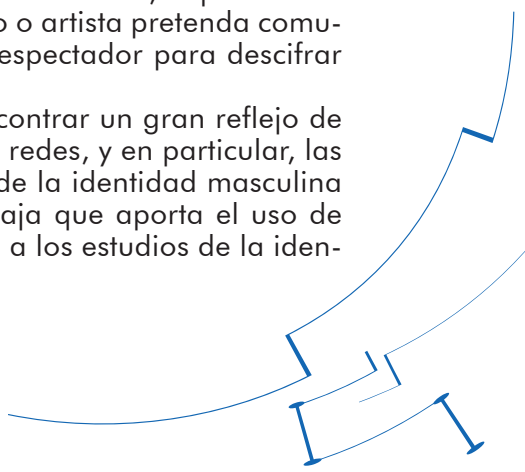 o o artista pretenda comu-
espectador para descifrar
contrar un gran reflejo de
redes, y en particular, las
de la identidad masculina
aja que aporta el uso de
a los estudios de la iden-